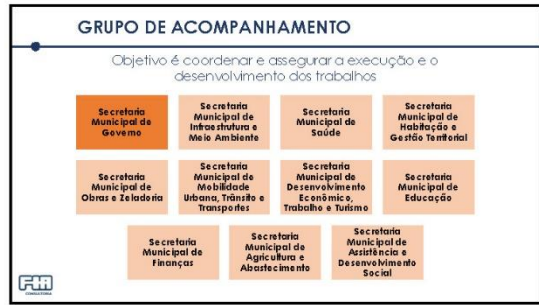 GRUPO DE ACOMPANHAMENTO
Objetivo é coordenar e assegurar a execução e o
desenvolvimento dos trabalhos
Secretaria
Municipal de
Governo
Secretaria
Municipal de
Infraestrutura e
Meio Ambiente
Secretaria
Municipal
de Saúde
Secretaria
Municipal de
Habitação e
Gestão Territorial
Secretaria
Municipal de
Obras e Zeladoria
Secretaria
Municipal de
Mobilidade
Urbana, Trânsito e
Transportes
Secretaria
Municipal de
Desenvolvimento
Econômico,
Trabalho e Turismo
Secretaria
Municipal de
Educação
Secretaria
Municipal de
Finanças
Secretaria
Municipal de
Agricultura e
Abastecimento
Secretaria
Municipal de
Assistência e
Desenvolvimento
Social
FIA
CONSULTORIA